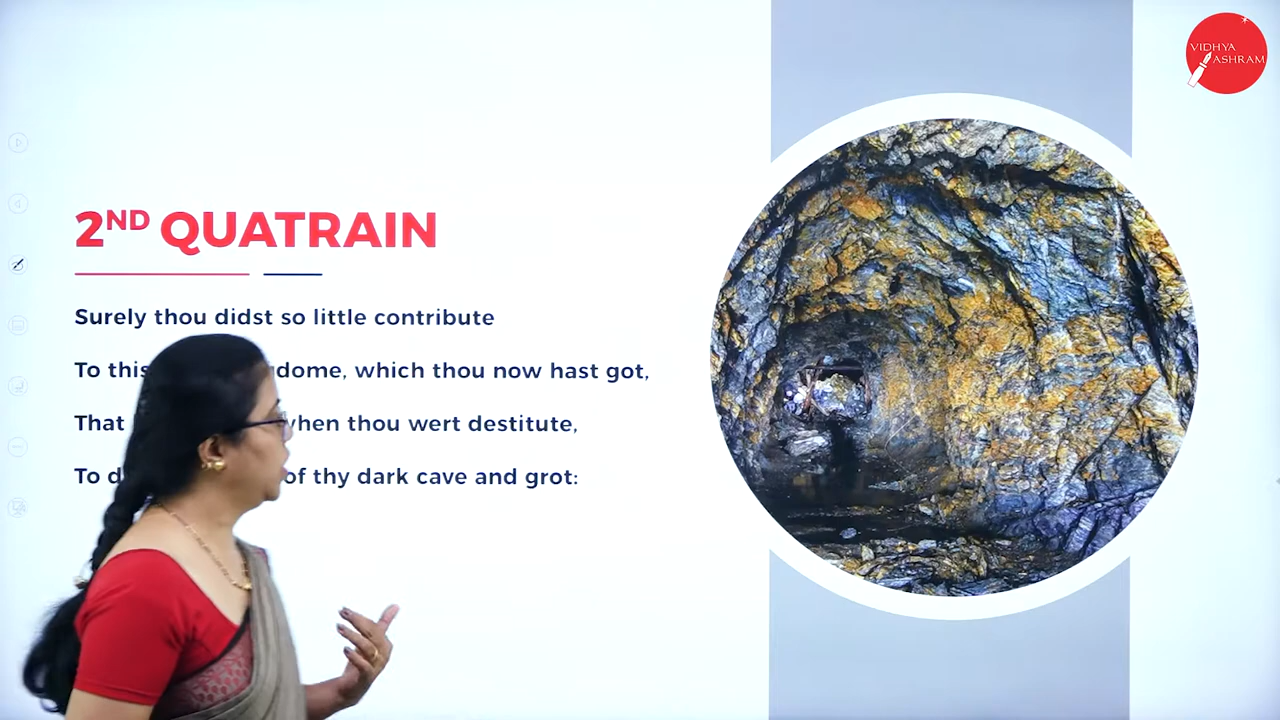 VIDHYA
ASHRAM
2ND QUATRAIN
Surely thou didst so little contribute
To this dome, which thou now hast got,
That when thou wert destitute,
To d of thy dark cave and grot: